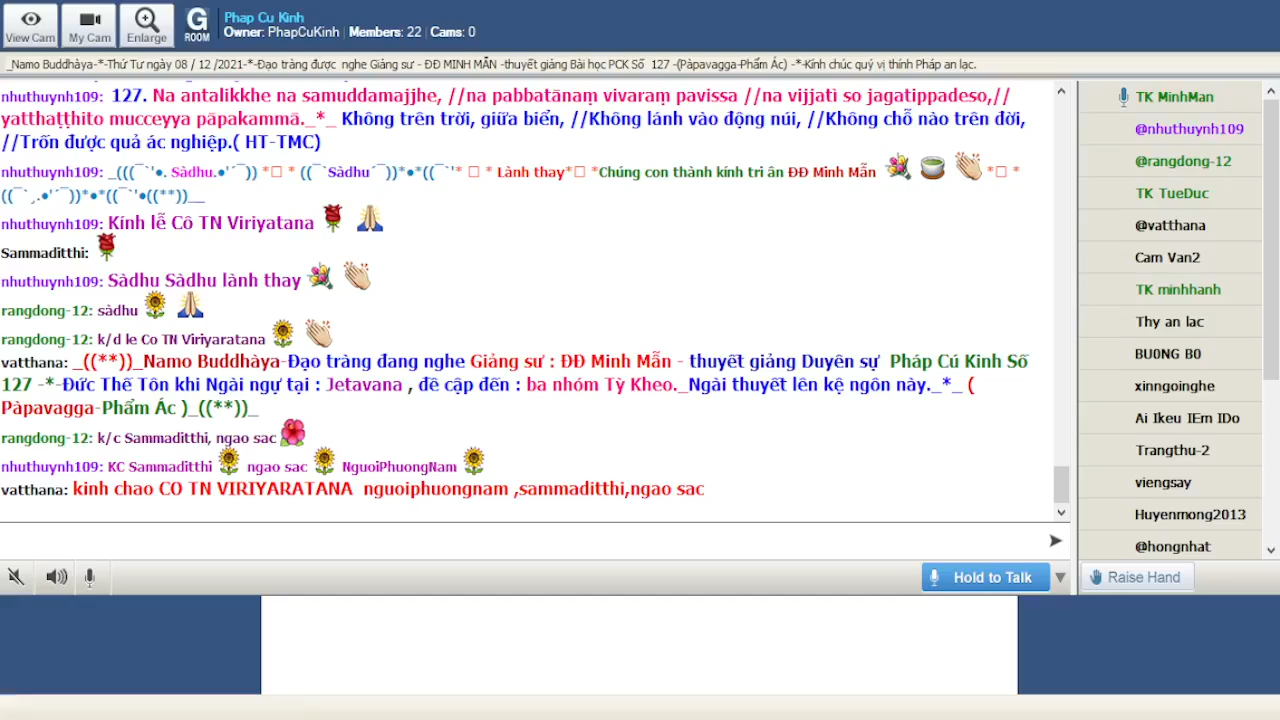 View Cam
My Cam
Enlarge
G
ROOM
Phap Cu Kinh
Owner: PhapCuKinh | Members: 22 | Cams: 0
_Namo Buddhàya-*-Thứ Tư ngày 08 / 12 /2021-*-Đạo tràng được nghe Giảng sư - ĐĐ MINH MẪN -thuyết giảng Bài học PCK Số 127 -(Pàpavagga-Phẩm Ác) -*-Kính chúc quý vị thính Pháp an lạc.
nhuthuynh109: 127. Na antalikkhe na samuddamajjhe, //na pabbatānaṃ vivaraṃ pavissa //na vijjatì so jagatippadeso,//
yatthaṭṭhito mucceyya pāpakammā._*_ Không trên trời, giữa biển, //Không lánh vào động núi, //Không chỗ nào trên đời,
//Trốn được quả ác nghiệp.( HT-TMC)
nhuthuynh109: _(((¯`'•. Sàdhu.•'´¯)) *� * ((¯`Sàdhu´¯))*•*((¯`'* � * Lành thay*� *Chúng con thành kính tri ân ĐĐ Minh Mẫn *� *
((¯`¸.•'´¯))*•*((¯`'•((**))__
nhuthuynh109: Kính lễ Cô TN Viriyatana
Sammadìtthi:
nhuthuynh109: Sàdhu Sàdhu lành thay
rangdong-12: sàdhu
rangdong-12: k/d le Co TN Viriyaratana
vatthana: _((**))_Namo Buddhàya-Đạo tràng đang nghe Giảng sư : ĐĐ Minh Mẫn - thuyết giảng Duyên sự Pháp Cú Kinh Số
127 -*-Đức Thế Tôn khi Ngài ngự tại : Jetavana , đề cập đến : ba nhóm Tỳ Kheo._Ngài thuyết lên kệ ngôn này._*_ (
Pàpavagga-Phẩm Ác )_((**))_
rangdong-12: k/c Sammadìtthi, ngao sac
nhuthuynh109: KC Sammadìtthi ngao sac NguoiPhuongNam
vatthana: kinh chao CO TN VIRIYARATANA nguoiphuongnam ,sammaditthi,ngao sac
Hold to Talk
TK MinhMan
@nhuthuynh109
@rangdong-12
TK TueDuc
@vatthana
Cam Van2
TK minhhanh
Thy an lac
BU0NG B0
xinngoinghe
Ai Ikeu IEm IDo
Trangthu-2
viengsay
Huyenmong2013
@hongnhat
Raise Hand